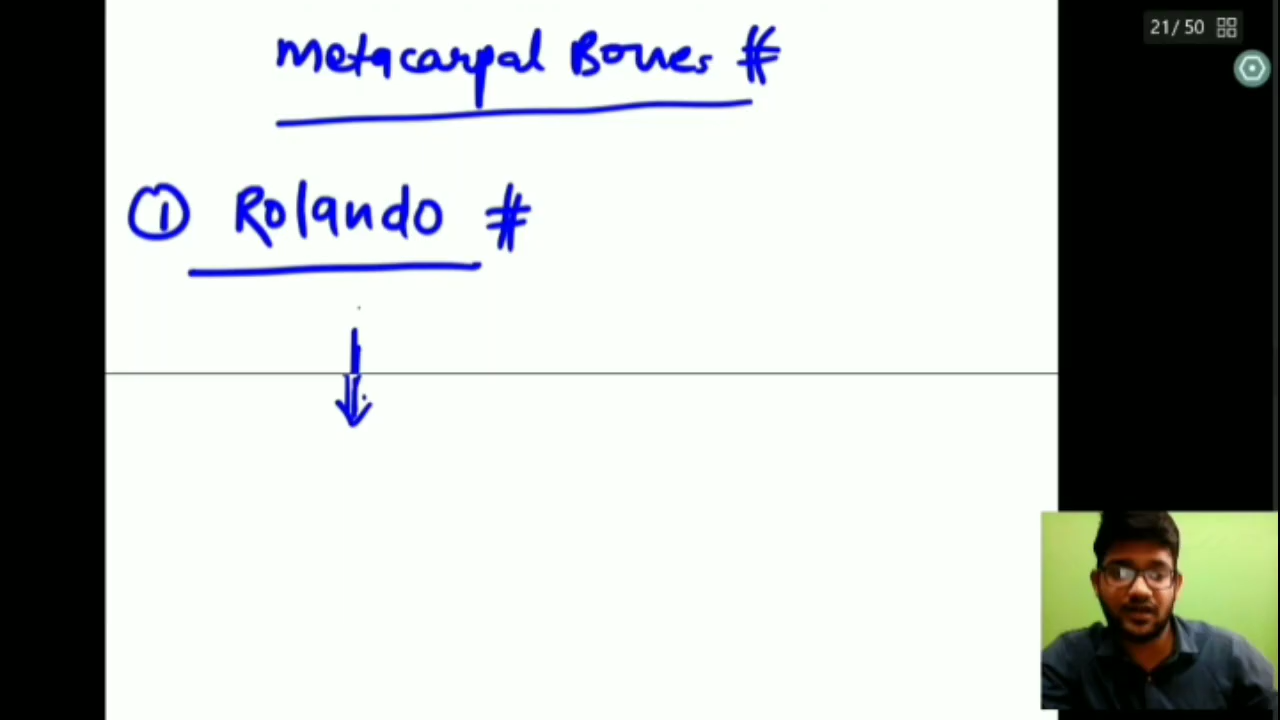 21/50
Metacarpal Bones #
① Rolando #